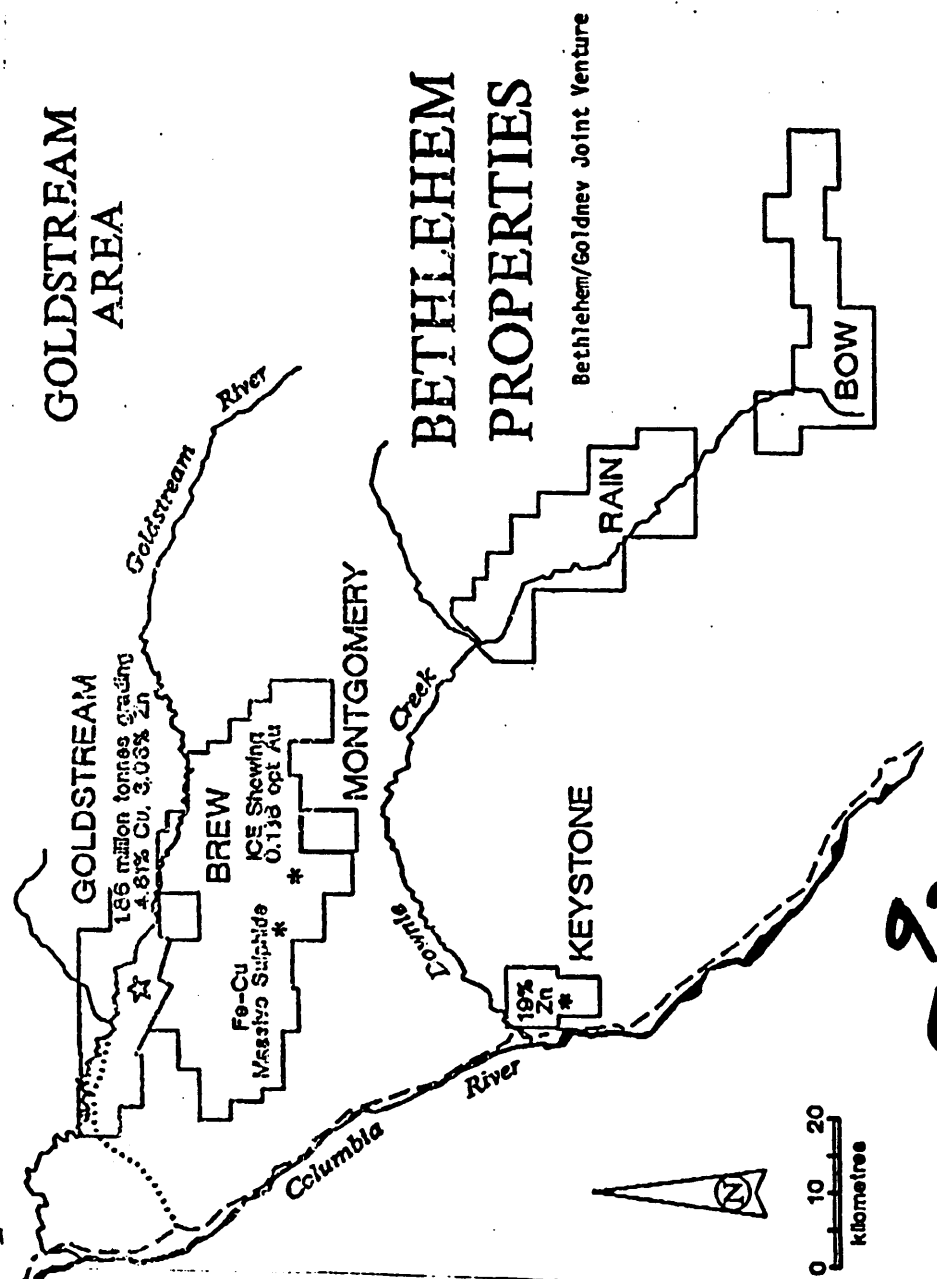 GOLDSTREAM
AREA
BETHLEHEM
PROPERTIES
Bethlehem/Goldnev Joint Venture
GOLDSTREAM
1.86 million tonnes grading
4.81% Cu. 3.03% Zn
Goldstream River
BREW
ICE Showing
0.138 opt Au
*
Fe-Cu
Massive Sulphide
*
MONTGOMERY
Downie Creek
RAIN
BOW
KEYSTONE
19%
Zn
*
Columbia River
N
0 10 20
kilometres